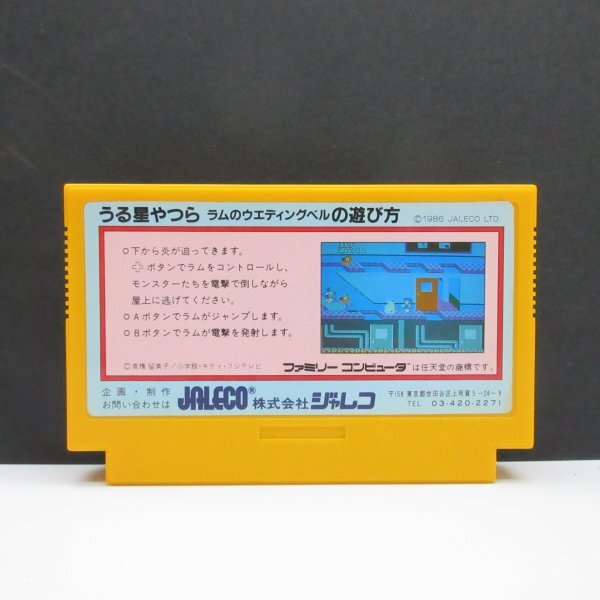 うる星やつら ラムのウエディングベルの遊び方 ©1986 JALECO LTD.
○下から炎が迫ってきます。
✚ボタンでラムをコントロールし、
モンスターたちを電撃で倒しながら
屋上に逃げてください。
○Aボタンでラムがジャンプします。
○Bボタンでラムが電撃を発射します。
©高橋留美子/小学館・キティ・フジテレビ
ファミリーコンピュータ™は任天堂の商標です。
企画・制作
お問い合わせは JALECO® 株式会社ジャレコ
〒158 東京都世田谷区上用賀5-24-9
TEL 03-420-2271